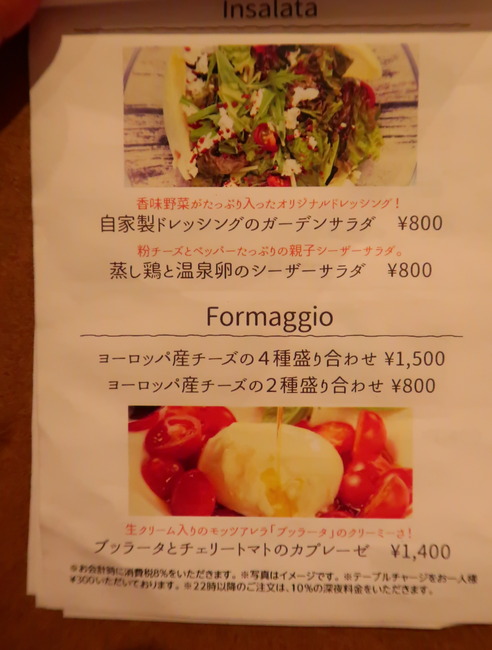 Insalata
香味野菜がたっぷり入ったオリジナルドレッシング！
自家製ドレッシングのガーデンサラダ ¥800
粉チーズとペッパーたっぷりの親子シーザーサラダ。
蒸し鶏と温泉卵のシーザーサラダ ¥800
Formaggio
ヨーロッパ産チーズの４種盛り合わせ ¥1,500
ヨーロッパ産チーズの２種盛り合わせ ¥800
生クリーム入りのモッツアレラ「ブッラータ」のクリーミーさ！
ブッラータとチェリートマトのカプレーゼ ¥1,400
※お会計時に消費税8%をいただきます。※写真はイメージです。※テーブルチャージをお一人様
¥300いただいております。※22時以降のご注文は、10%の深夜料金をいただきます。